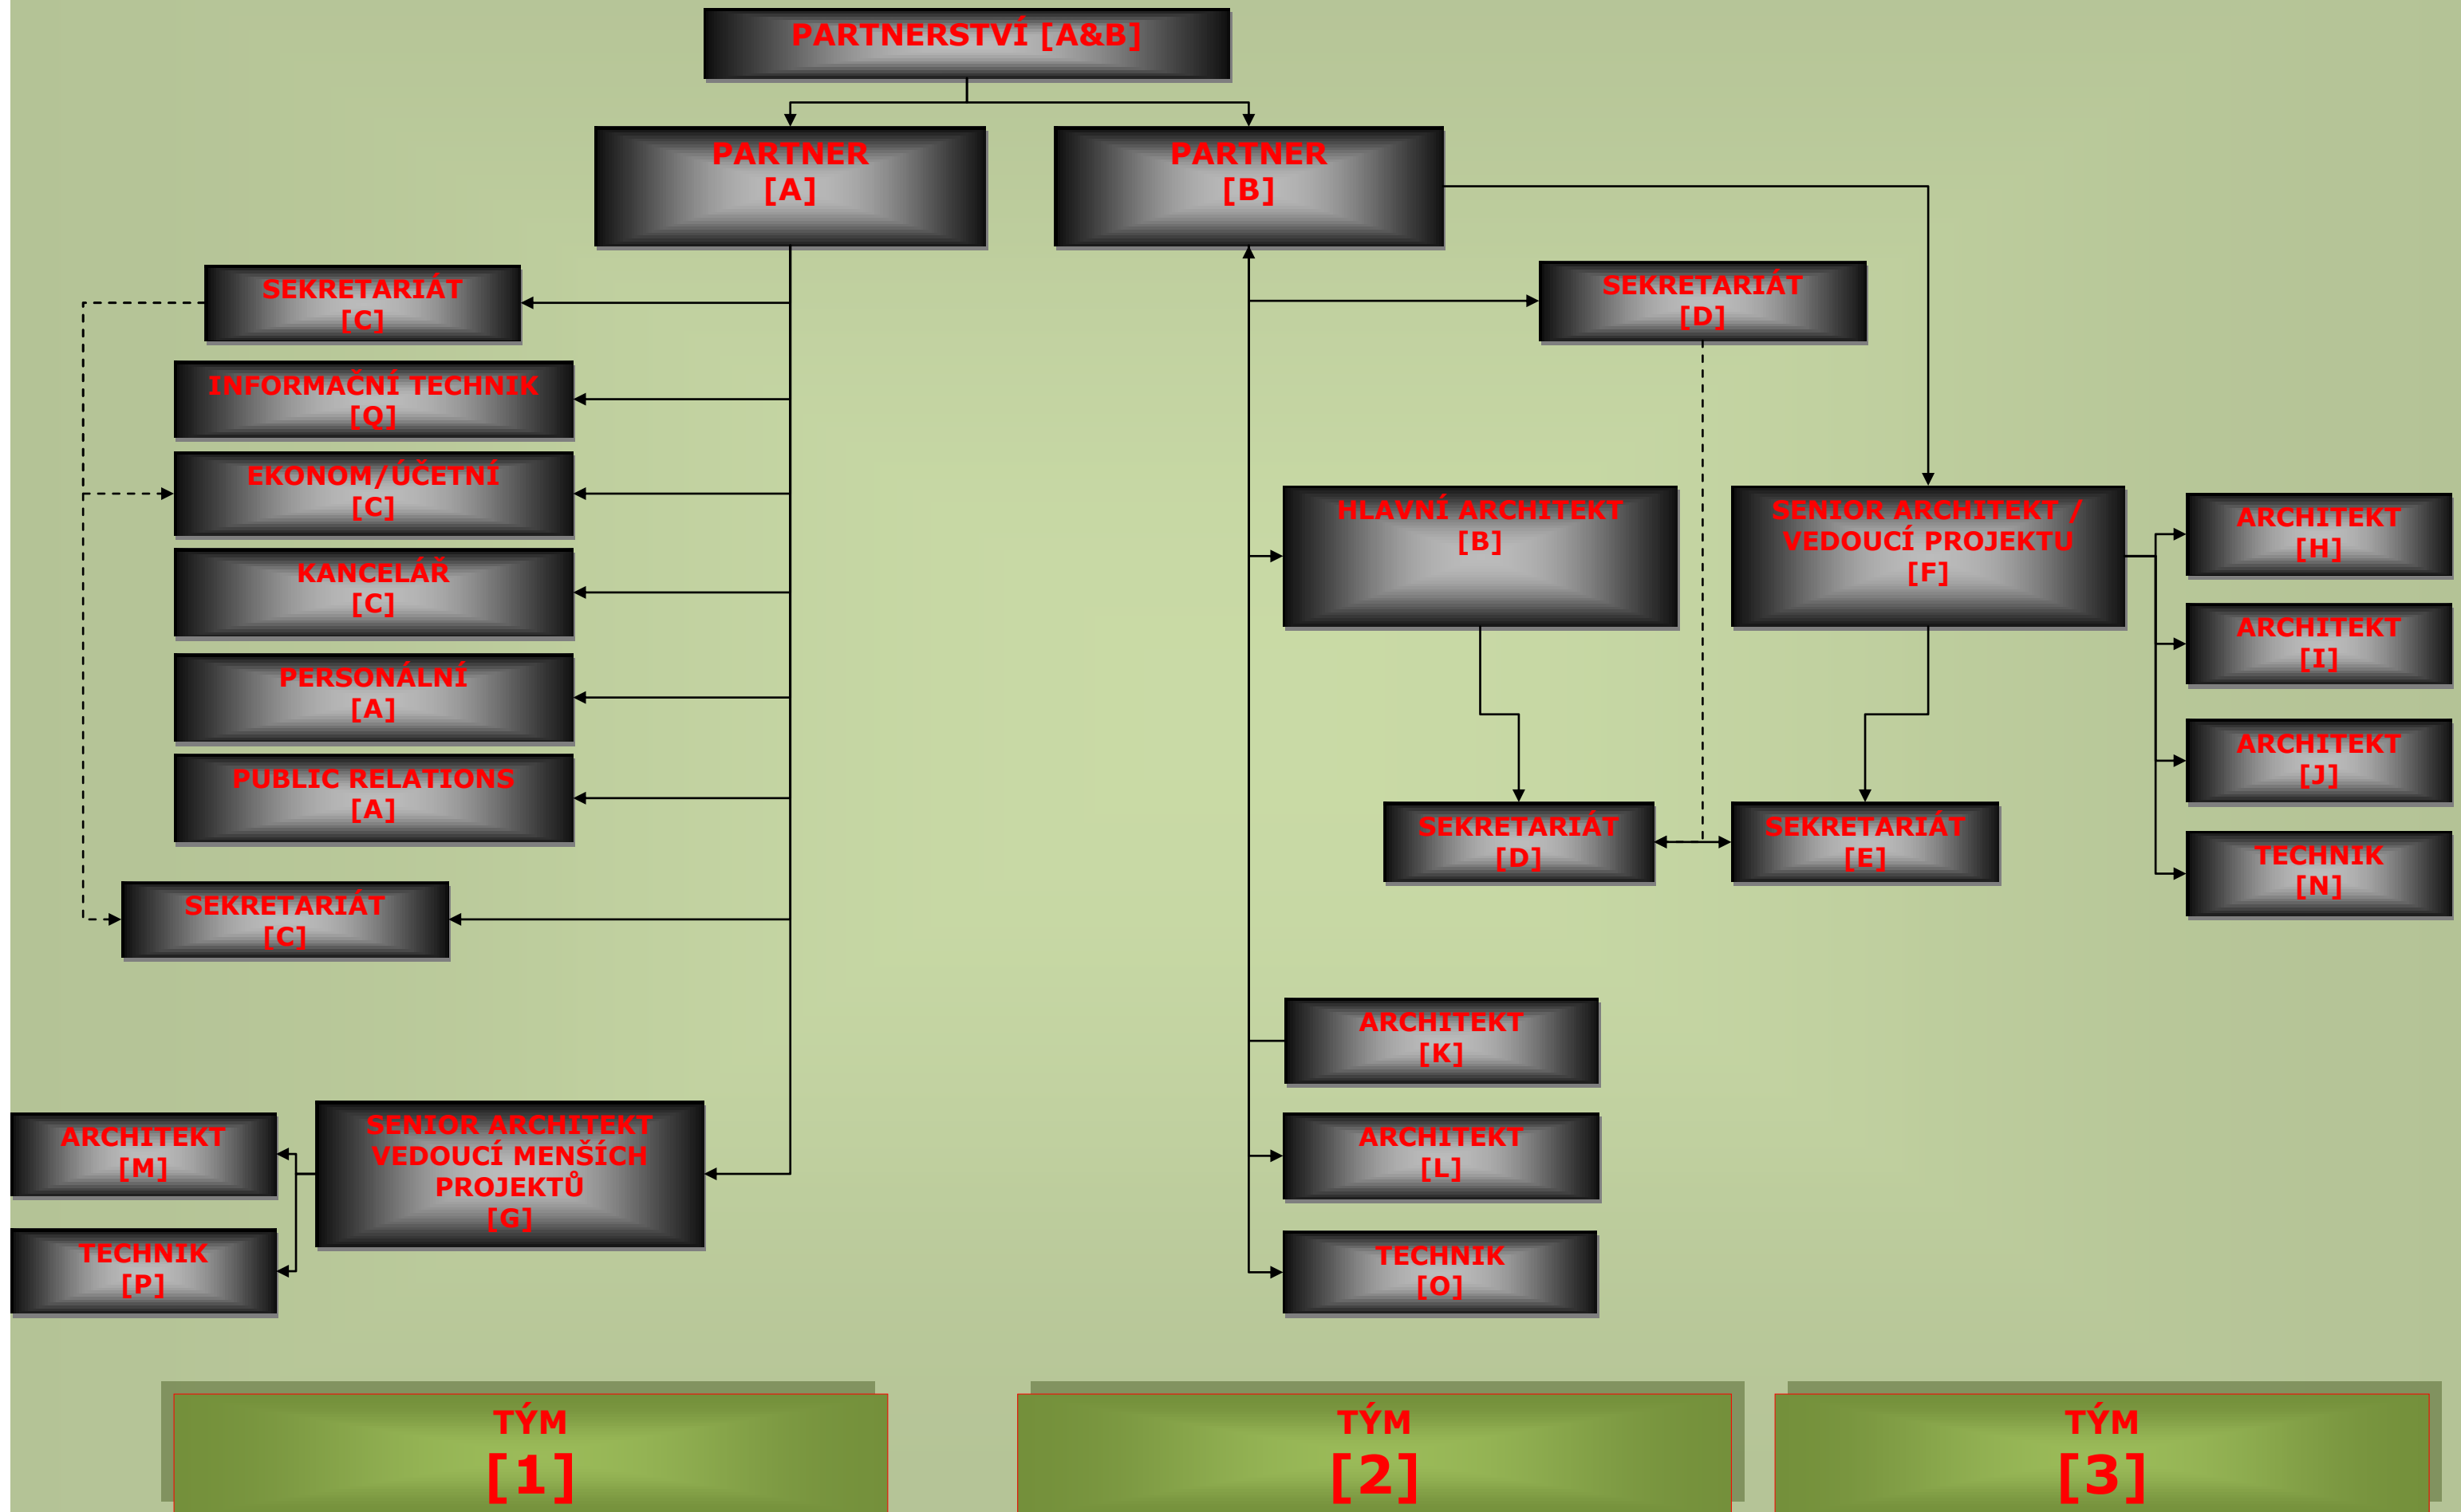 PARTNERSTVÍ [A&B]
PARTNER
[A]
PARTNER
[B]
SEKRETARIÁT
[C]
INFORMAČNÍ TECHNIK
[Q]
EKONOM/ÚČETNÍ
[C]
KANCELÁŘ
[C]
PERSONÁLNÍ
[A]
PUBLIC RELATIONS
[A]
SEKRETARIÁT
[C]
SENIOR ARCHITEKT
VEDOUCÍ MENŠÍCH
PROJEKTŮ
[G]
ARCHITEKT
[M]
TECHNIK
[P]
SEKRETARIÁT
[D]
HLAVNÍ ARCHITEKT
[B]
SENIOR ARCHITEKT /
VEDOUCÍ PROJEKTU
[F]
SEKRETARIÁT
[D]
SEKRETARIÁT
[E]
ARCHITEKT
[H]
ARCHITEKT
[I]
ARCHITEKT
[J]
TECHNIK
[N]
ARCHITEKT
[K]
ARCHITEKT
[L]
TECHNIK
[O]
TÝM
[1]
TÝM
[2]
TÝM
[3]